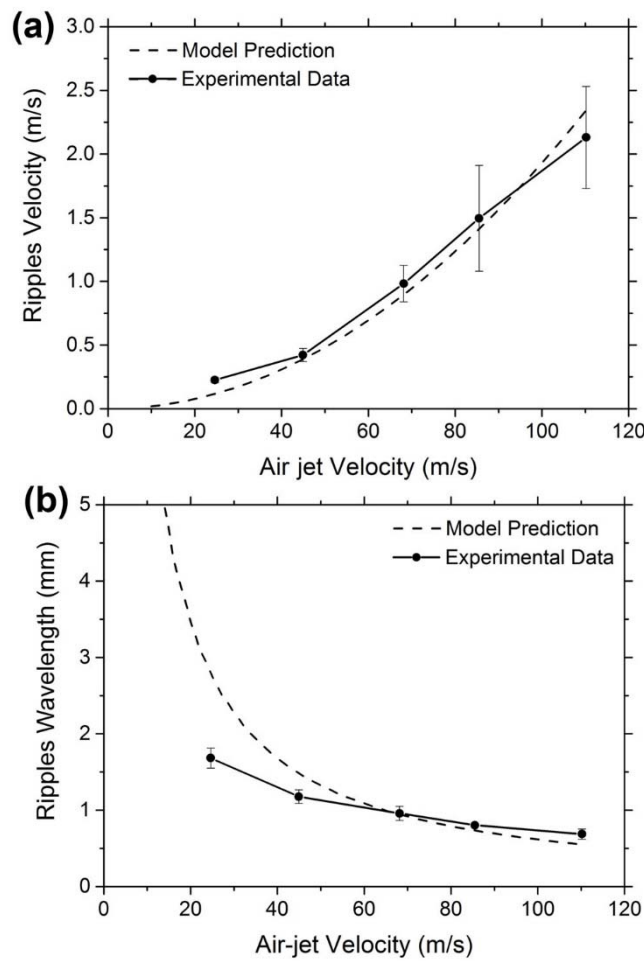 (a)
3.0
2.5
2.0
1.5
1.0
0.5
0.0
Ripples Velocity (m/s)
Model Prediction
Experimental Data
0 20 40 60 80 100 120
Air jet Velocity (m/s)
(b)
5
4
3
2
1
0
Ripples Wavelength (mm)
Model Prediction
Experimental Data
0 20 40 60 80 100 120
Air-jet Velocity (m/s)